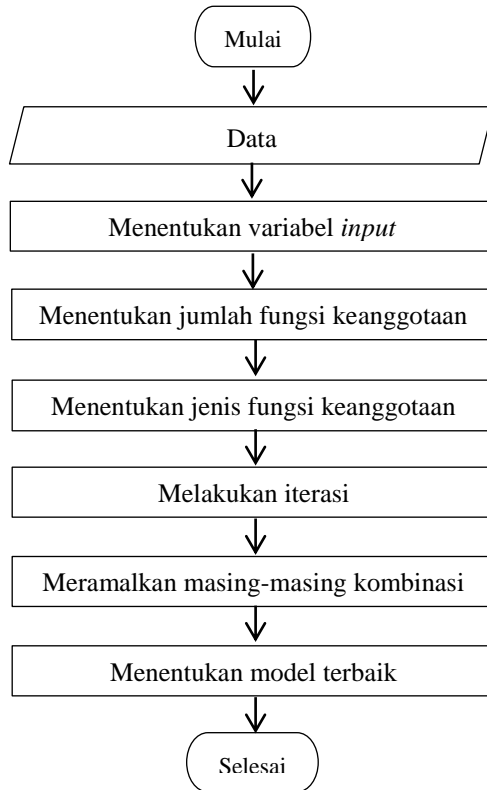 Mulai
Data
Menentukan variabel input
Menentukan jumlah fungsi keanggotaan
Menentukan jenis fungsi keanggotaan
Melakukan iterasi
Meramalkan masing-masing kombinasi
Menentukan model terbaik
Selesai